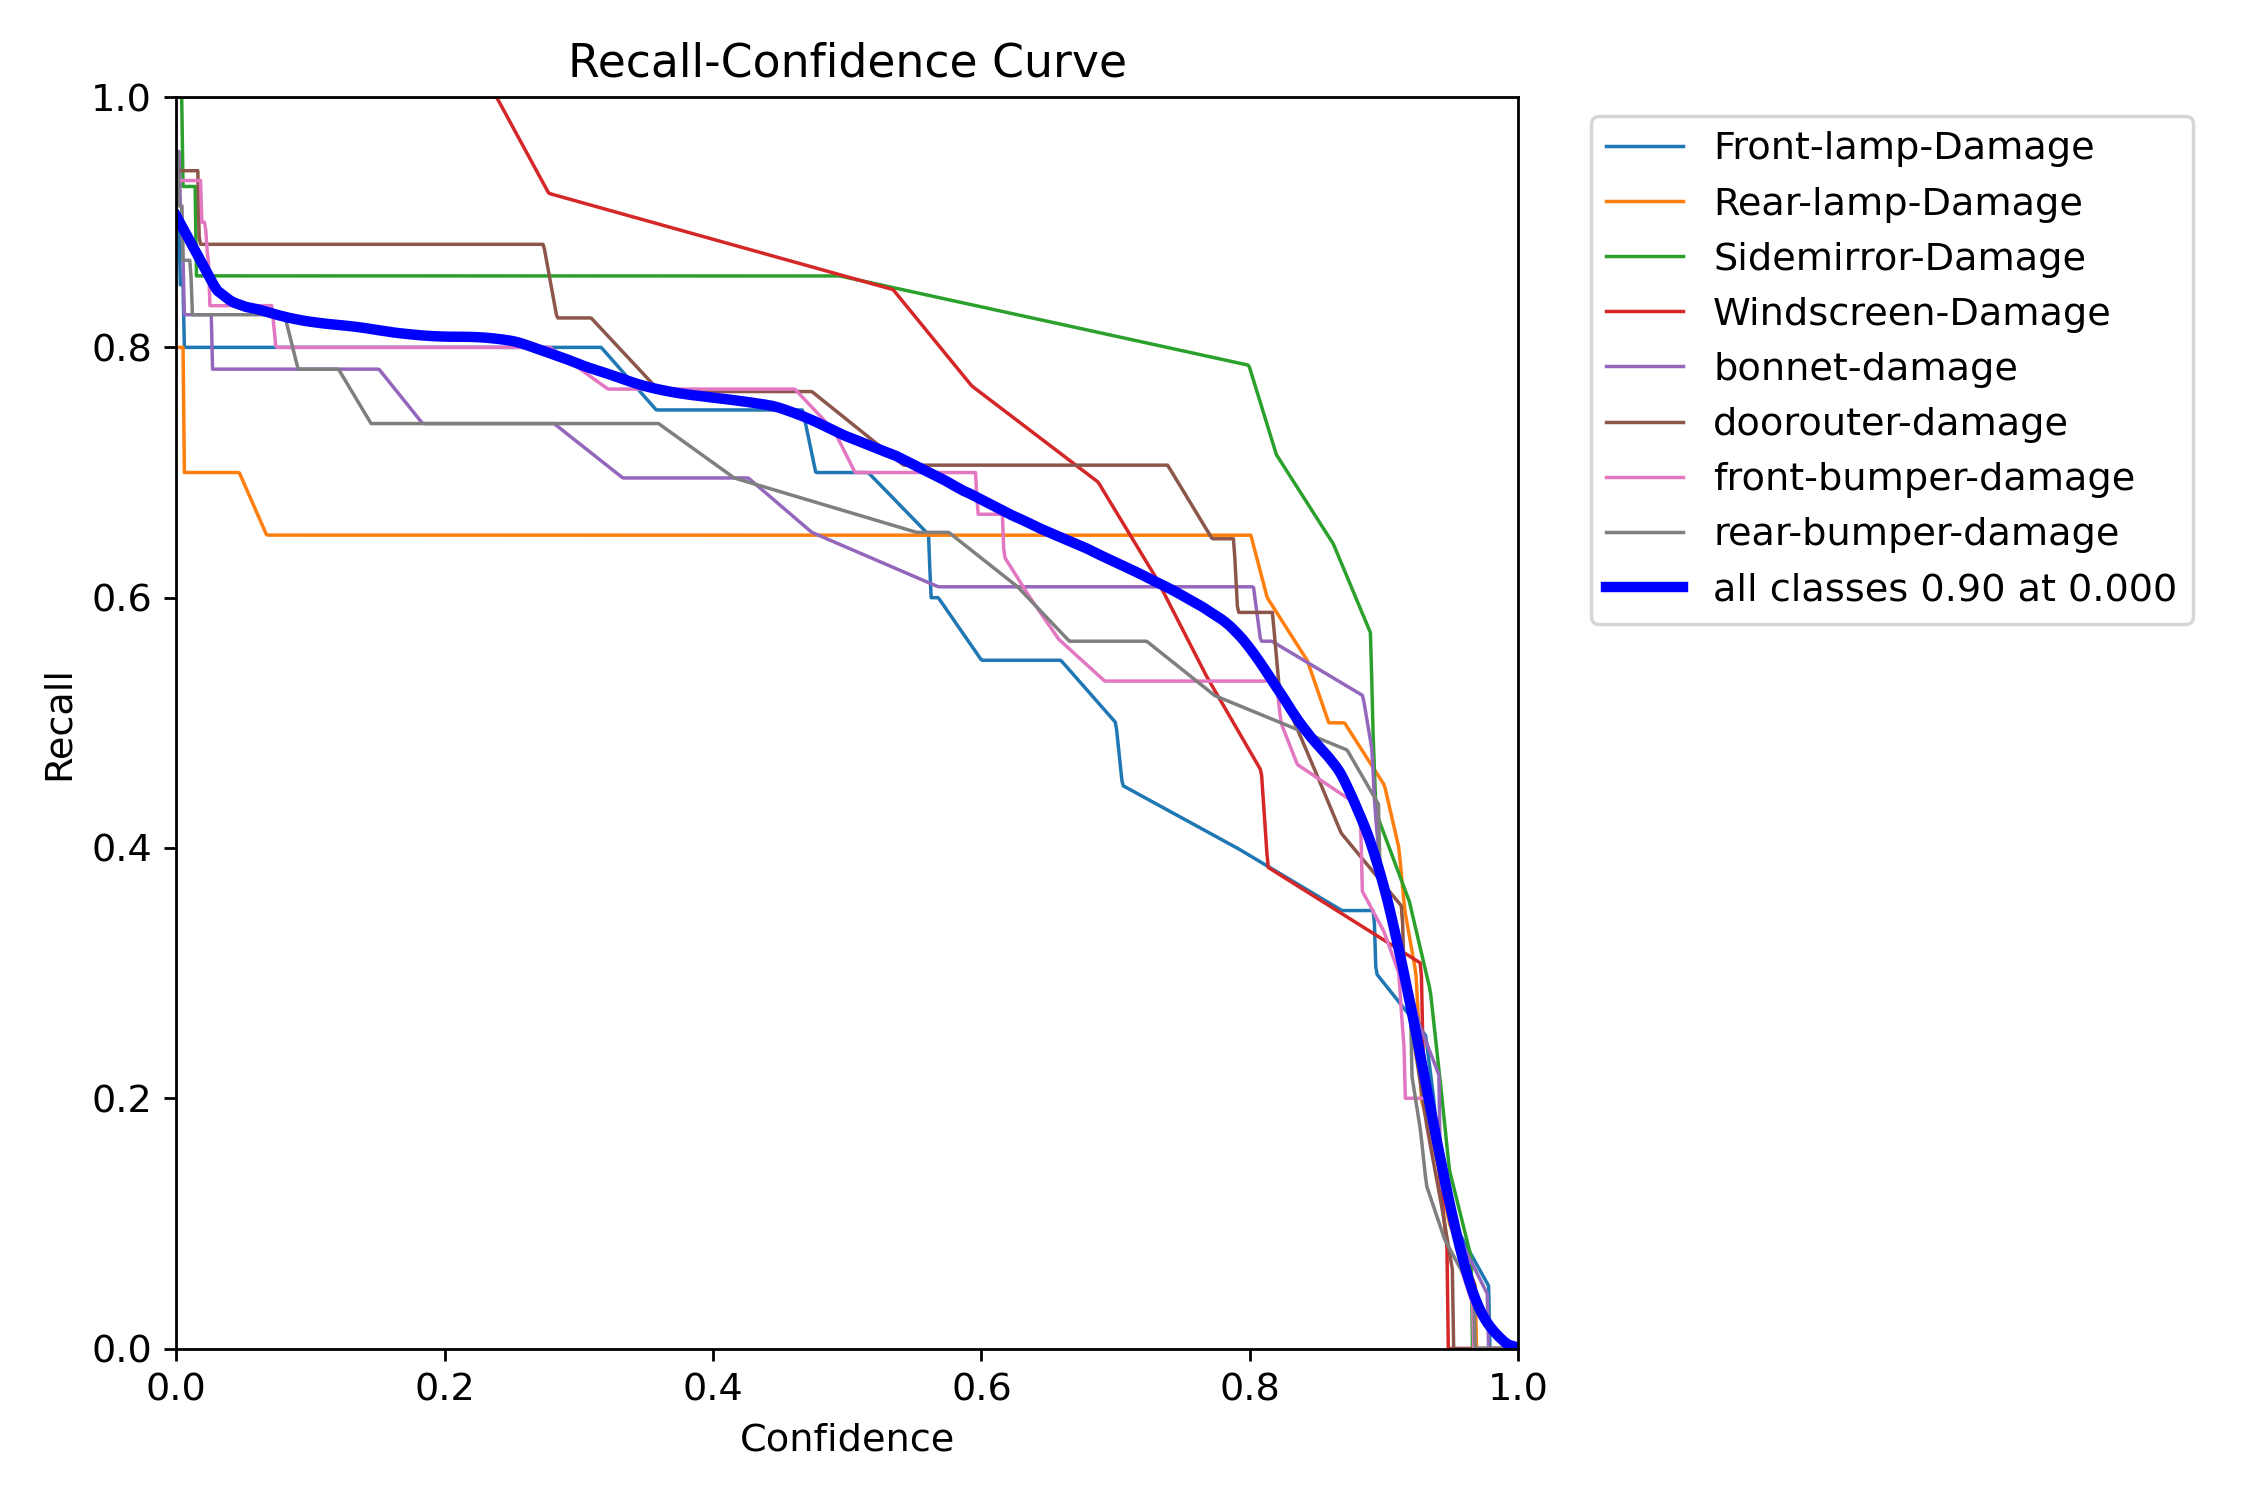 Recall-Confidence Curve
1.0
0.8
0.6
0.4
0.2
0.0
Recall
0.0 0.2 0.4 0.6 0.8 1.0
Confidence
Front-lamp-Damage
Rear-lamp-Damage
Sidemirror-Damage
Windscreen-Damage
bonnet-damage
doorouter-damage
front-bumper-damage
rear-bumper-damage
all classes 0.90 at 0.000